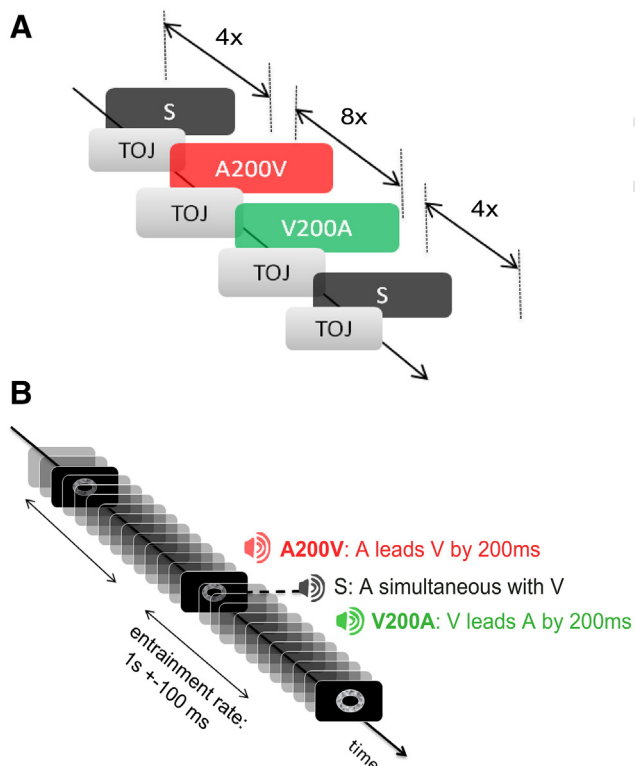 A
4x
S
8x
TOJ
A200V
4x
TOJ
V200A
TOJ
S
TOJ
B
A200V: A leads V by 200ms
S: A simultaneous with V
V200A: V leads A by 200ms
entrainment rate:
1s +-100 ms
time